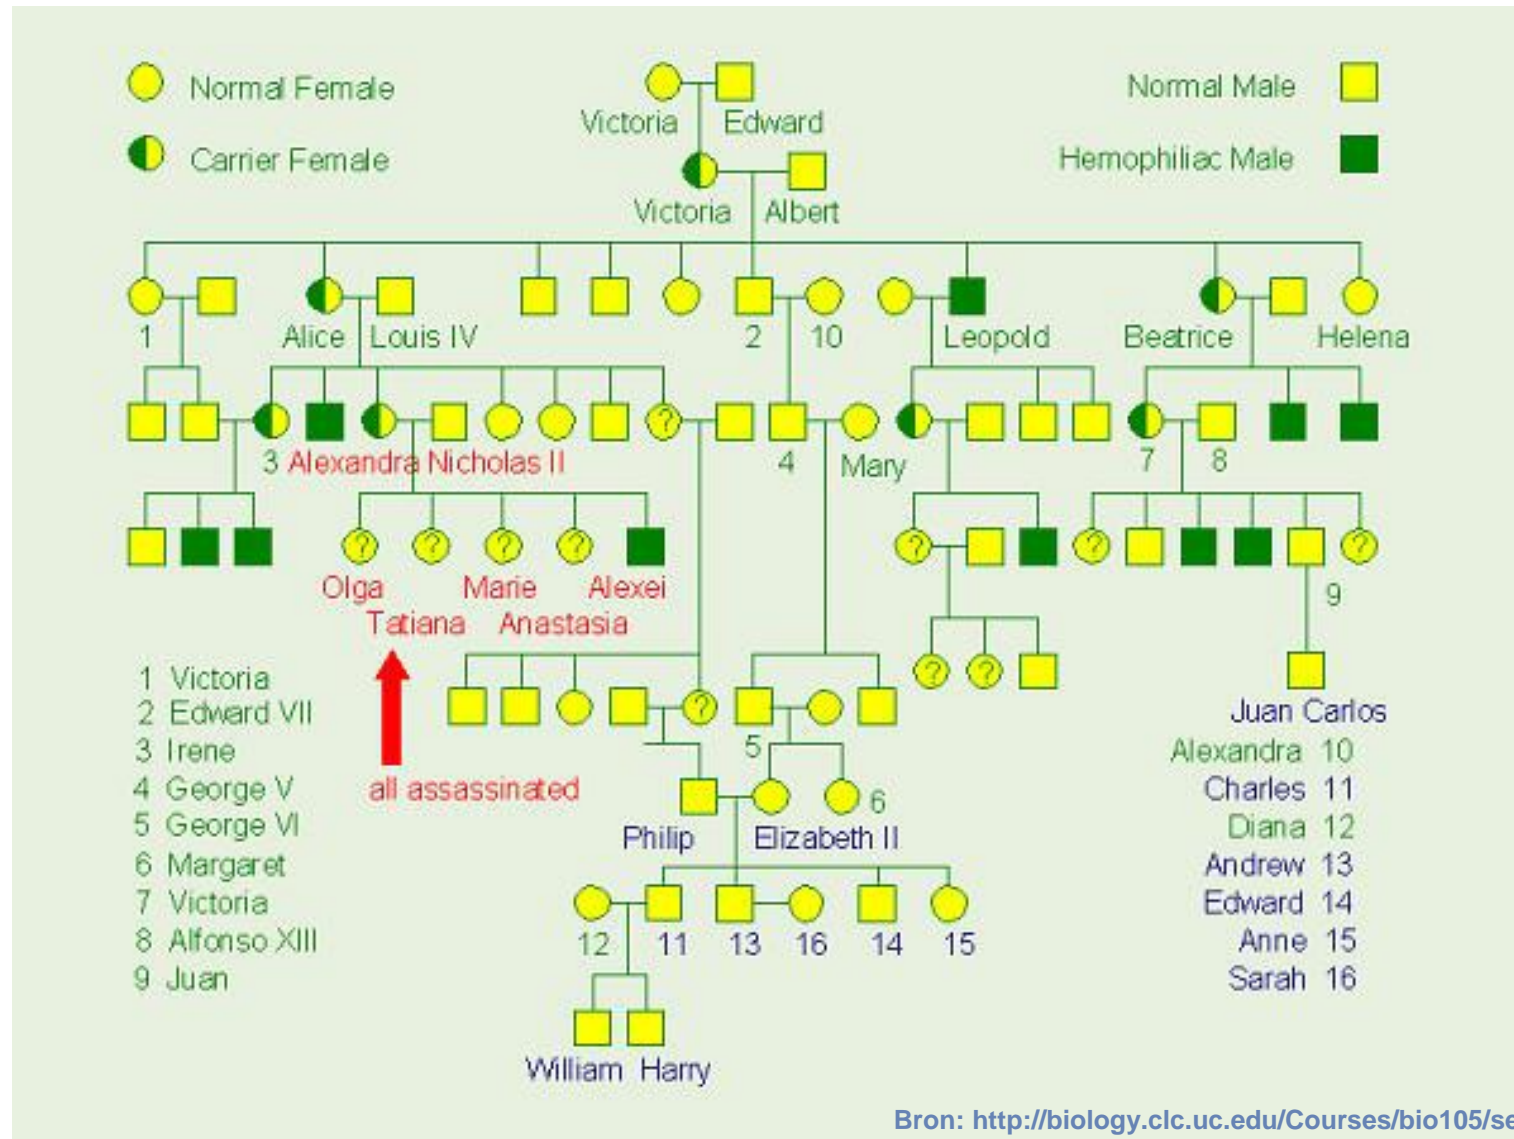 Normal Female
Normal Male
Victoria Edward
Carrier Female
Hemophiliac Male
Victoria Albert
1 Alice Louis IV 2 10 Leopold Beatrice Helena
3 Alexandra Nicholas II 4 Mary 7 8
? 
? ? ? ? ? ? ?
Olga Marie Alexei 9
Tatiana Anastasia
? ?
?
1 Victoria
2 Edward VII
3 Irene
4 George V
5 George VI
6 Margaret
7 Victoria
8 Alfonso XIII
9 Juan
all assassinated
5
6
Philip Elizabeth II
12 11 13 16 14 15
William Harry
Juan Carlos
Alexandra 10
Charles 11
Diana 12
Andrew 13
Edward 14
Anne 15
Sarah 16
Bron: http://biology.clc.uc.edu/Courses/bio105/se